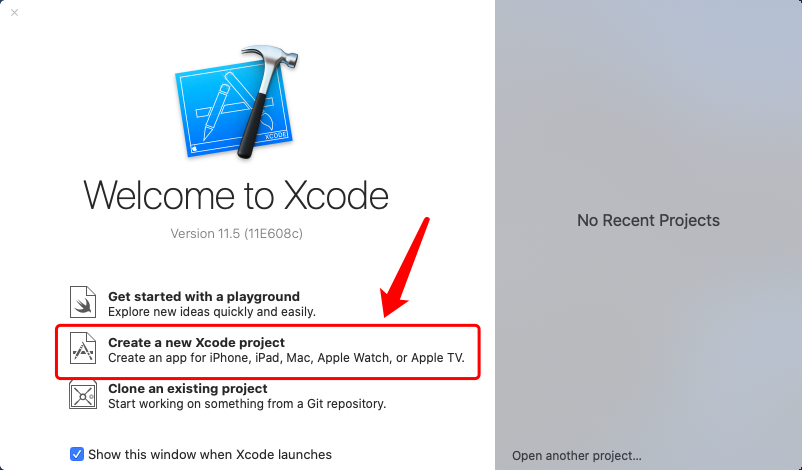 XCODE
Welcome to Xcode
Version 11.5 (11E608c)
Get started with a playground
Explore new ideas quickly and easily.
Create a new Xcode project
Create an app for iPhone, iPad, Mac, Apple Watch, or Apple TV.
Clone an existing project
Start working on something from a Git repository.
Show this window when Xcode launches
No Recent Projects
Open another project...